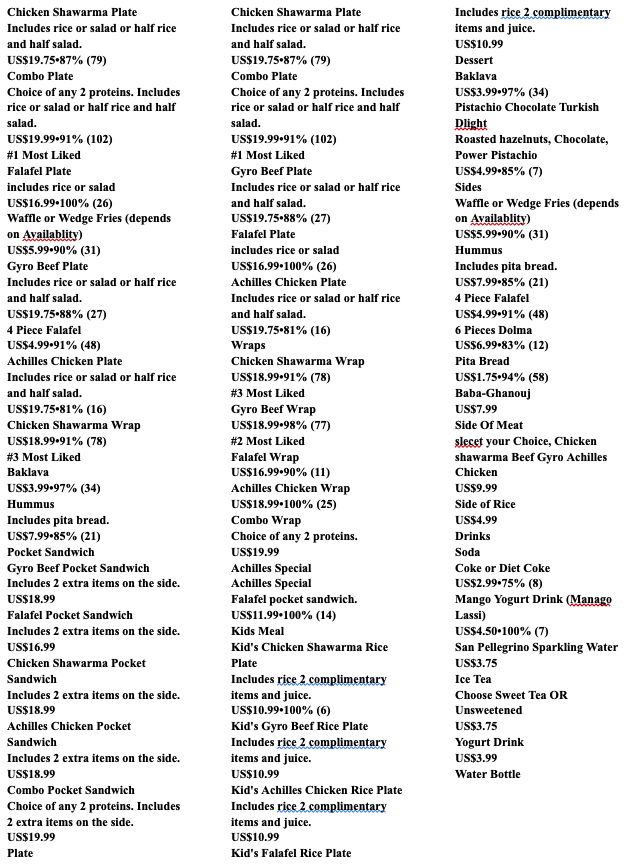 Chicken Shawarma Plate
Includes rice or salad or half rice
and half salad.
US$19.75•87% (79)
Combo Plate
Choice of any 2 proteins. Includes
rice or salad or half rice and half
salad.
US$19.99•91% (102)
#1 Most Liked
Falafel Plate
includes rice or salad
US$16.99•100% (26)
Waffle or Wedge Fries (depends
on Availablity)
US$5.99•90% (31)
Gyro Beef Plate
Includes rice or salad or half rice
and half salad.
US$19.75•88% (27)
4 Piece Falafel
US$4.99•91% (48)
Achilles Chicken Plate
Includes rice or salad or half rice
and half salad.
US$19.75•81% (16)
Chicken Shawarma Wrap
US$18.99•91% (78)
#3 Most Liked
Baklava
US$3.99•97% (34)
Hummus
Includes pita bread.
US$7.99•85% (21)
Pocket Sandwich
Gyro Beef Pocket Sandwich
Includes 2 extra items on the side.
US$18.99
Falafel Pocket Sandwich
Includes 2 extra items on the side.
US$16.99
Chicken Shawarma Pocket
Sandwich
Includes 2 extra items on the side.
US$18.99
Achilles Chicken Pocket
Sandwich
Includes 2 extra items on the side.
US$18.99
Combo Pocket Sandwich
Choice of any 2 proteins. Includes
2 extra items on the side.
US$19.99
Plate
Chicken Shawarma Plate
Includes rice or salad or half rice
and half salad.
US$19.75•87% (79)
Combo Plate
Choice of any 2 proteins. Includes
rice or salad or half rice and half
salad.
US$19.99•91% (102)
#1 Most Liked
Gyro Beef Plate
Includes rice or salad or half rice
and half salad.
US$19.75•88% (27)
Falafel Plate
includes rice or salad
US$16.99•100% (26)
Achilles Chicken Plate
Includes rice or salad or half rice
and half salad.
US$19.75•81% (16)
Wraps
Chicken Shawarma Wrap
US$18.99•91% (78)
#3 Most Liked
Gyro Beef Wrap
US$18.99•98% (77)
#2 Most Liked
Falafel Wrap
US$16.99•90% (11)
Achilles Chicken Wrap
US$18.99•100% (25)
Combo Wrap
Choice of any 2 proteins.
US$19.99
Achilles Special
Achilles Special
Falafel pocket sandwich.
US$11.99•100% (14)
Kids Meal
Kid's Chicken Shawarma Rice
Plate
Includes rice 2 complimentary
items and juice.
US$10.99•100% (6)
Kid's Gyro Beef Rice Plate
Includes rice 2 complimentary
items and juice.
US$10.99
Kid's Achilles Chicken Rice Plate
Includes rice 2 complimentary
items and juice.
US$10.99
Kid's Falafel Rice Plate
Includes rice 2 complimentary
items and juice.
US$10.99
Dessert
Baklava
US$3.99•97% (34)
Pistachio Chocolate Turkish
Dlight
Roasted hazelnuts, Chocolate,
Power Pistachio
US$4.99•85% (7)
Sides
Waffle or Wedge Fries (depends
on Availablity)
US$5.99•90% (31)
Hummus
Includes pita bread.
US$7.99•85% (21)
4 Piece Falafel
US$4.99•91% (48)
6 Pieces Dolma
US$6.99•83% (12)
Pita Bread
US$1.75•94% (58)
Baba-Ghanouj
US$7.99
Side Of Meat
slecet your Choice, Chicken
shawarma Beef Gyro Achilles
Chicken
US$9.99
Side of Rice
US$4.99
Drinks
Soda
Coke or Diet Coke
US$2.99•75% (8)
Mango Yogurt Drink (Manago
Lassi)
US$4.50•100% (7)
San Pellegrino Sparkling Water
US$3.75
Ice Tea
Choose Sweet Tea OR
Unsweetened
US$3.75
Yogurt Drink
US$3.99
Water Bottle